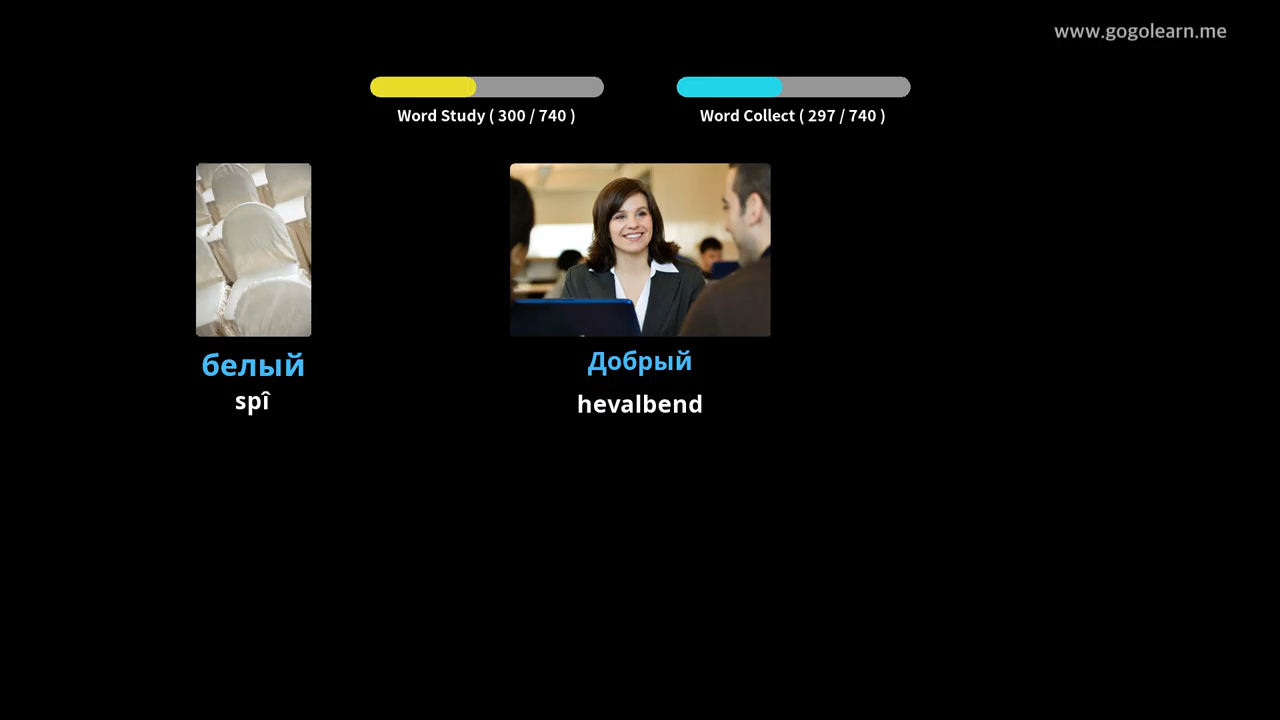 www.gogolearn.me
Word Study ( 300 / 740 )
Word Collect ( 297 / 740 )
белый
spî
Добрый
hevalbend